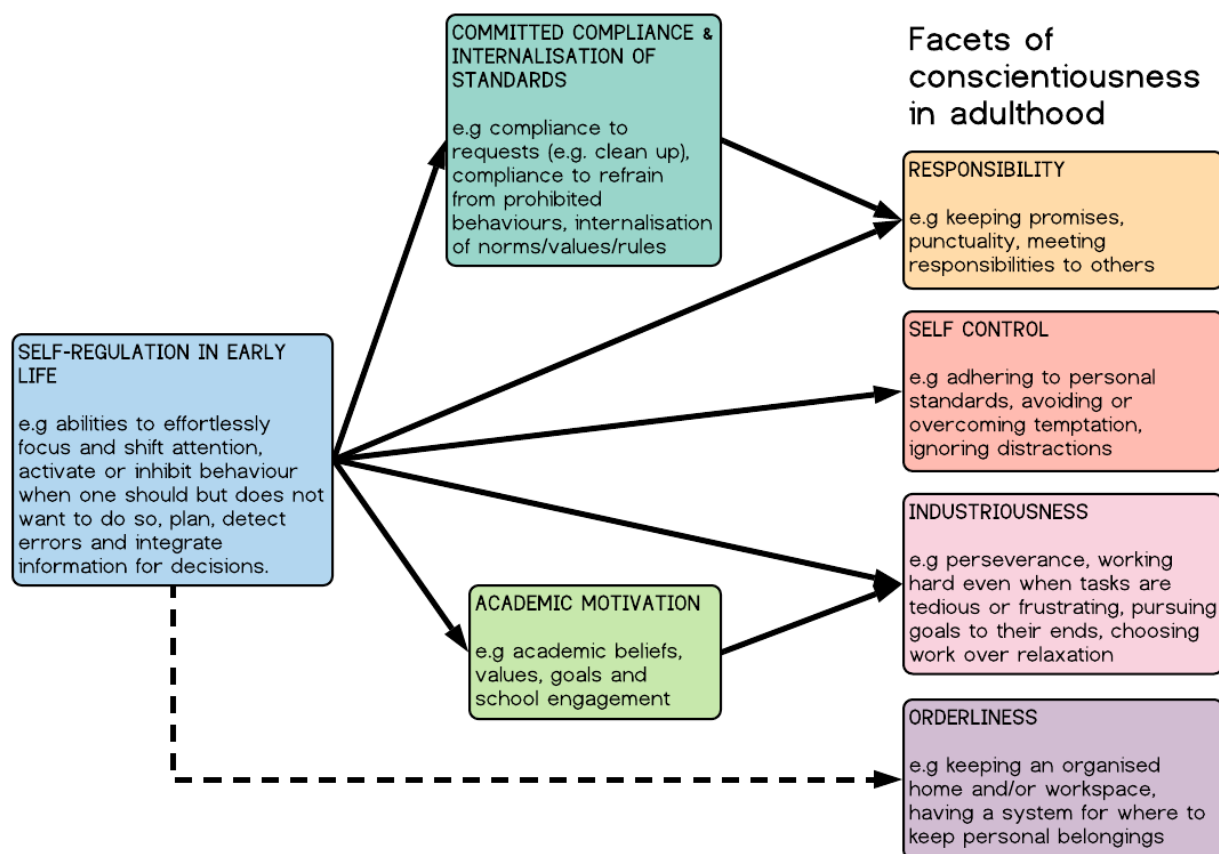 COMMITTED COMPLIANCE &
INTERNALISATION OF
STANDARDS
e.g compliance to
requests (e.g. clean up),
compliance to refrain
from prohibited
behaviours, internalisation
of norms/values/rules
Facets of
conscientiousness
in adulthood
RESPONSIBILITY
e.g keeping promises,
punctuality, meeting
responsibilities to others
SELF-REGULATION IN EARLY
LIFE
e.g abilities to effortlessly
focus and shift attention,
activate or inhibit behaviour
when one should but does not
want to do so, plan, detect
errors and integrate
information for decisions.
SELF CONTROL
e.g adhering to personal
standards, avoiding or
overcoming temptation,
ignoring distractions
INDUSTRIOUSNESS
e.g perseverance, working
hard even when tasks are
tedious or frustrating, pursuing
goals to their ends, choosing
work over relaxation
ACADEMIC MOTIVATION
e.g academic beliefs,
values, goals and
school engagement
ORDERLINESS
e.g keeping an organised
home and/or workspace,
having a system for where to
keep personal belongings